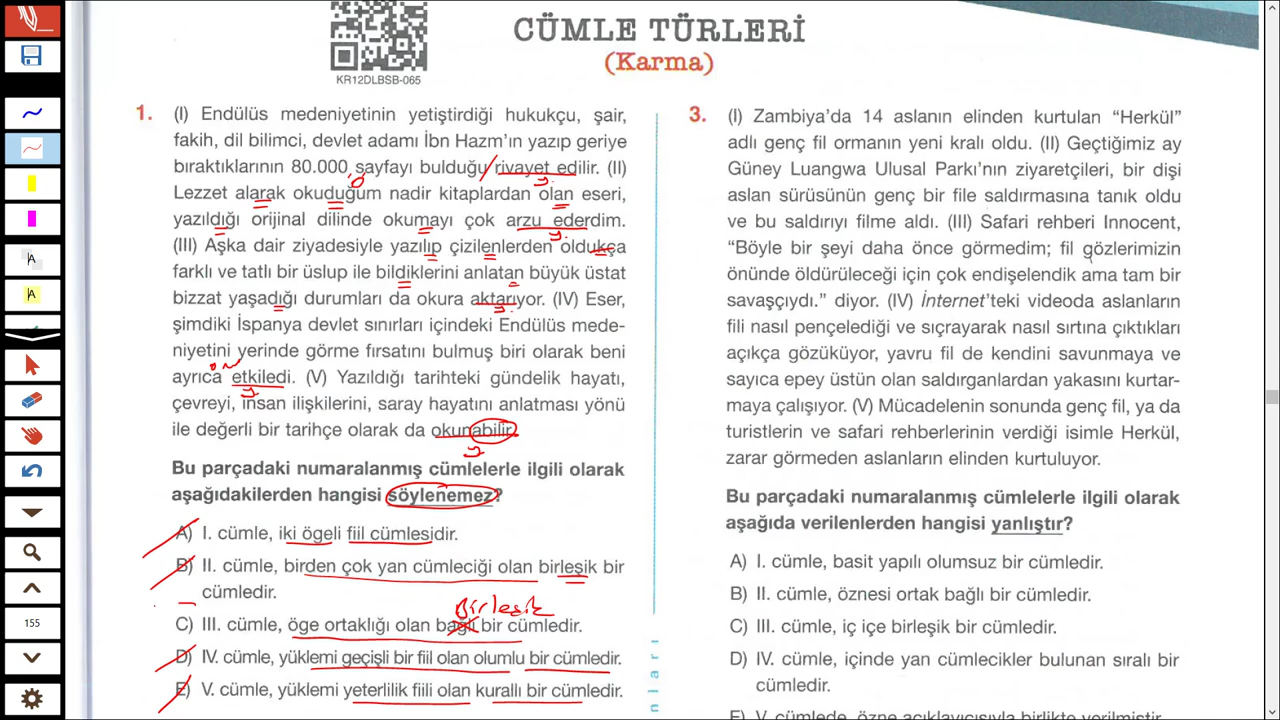 CÜMLE TÜRLERİ
(Karma)
KR12DLBSB-065
1. (I) Endülüs medeniyetinin yetiştirdiği hukukçu, şair,
fakih, dil bilimci, devlet adamı İbn Hazm'ın yazıp geriye
bıraktıklarının 80.000 sayfayı bulduğu rivayet edilir. (II)
Lezzet alarak okuduğum nadir kitaplardan olan eseri,
yazıldığı orijinal dilinde okumayı çok arzu ederdim.
(III) Aşka dair ziyadesiyle yazılıp çizilenlerden oldukça
farklı ve tatlı bir üslup ile bildiklerini anlatan büyük üstat
bizzat yaşadığı durumları da okura aktarıyor. (IV) Eser,
şimdiki İspanya devlet sınırları içindeki Endülüs mede-
niyetini yerinde görme fırsatını bulmuş biri olarak beni
ayrıca etkiledi. (V) Yazıldığı tarihteki gündelik hayatı,
çevreyi, insan ilişkilerini, saray hayatını anlatması yönü
ile değerli bir tarihçe olarak da okunabilir.
Bu parçadaki numaralanmış cümlelerle ilgili olarak
aşağıdakilerden hangisi söylenemez?
A) I. cümle, iki ögeli fiil cümlesidir.
B) II. cümle, birden çok yan cümleciği olan birleşik bir
cümledir.
Birleşik
C) III. cümle, öge ortaklığı olan bağlı bir cümledir.
D) IV. cümle, yüklemi geçişli bir fiil olan olumlu bir cümledir.
E) V. cümle, yüklemi yeterlilik fiili olan kurallı bir cümledir.
3. (I) Zambiya'da 14 aslanın elinden kurtulan "Herkül"
adlı genç fil ormanın yeni kralı oldu. (II) Geçtiğimiz ay
Güney Luangwa Ulusal Parkı'nın ziyaretçileri, bir dişi
aslan sürüsünün genç bir file saldırmasına tanık oldu
ve bu saldırıyı filme aldı. (III) Safari rehberi Innocent,
"Böyle bir şeyi daha önce görmedim; fil gözlerimizin
önünde öldürüleceği için çok endişelendik ama tam bir
savaşçıydı." diyor. (IV) İnternet'teki videoda aslanların
fili nasıl pençelediği ve sıçrayarak nasıl sırtına çıktıkları
açıkça gözüküyor, yavru fil de kendini savunmaya ve
sayıca epey üstün olan saldırganlardan yakasını kurtar-
maya çalışıyor. (V) Mücadelenin sonunda genç fil, ya da
turistlerin ve safari rehberlerinin verdiği isimle Herkül,
zarar görmeden aslanların elinden kurtuluyor.
Bu parçadaki numaralanmış cümlelerle ilgili olarak
aşağıda verilenlerden hangisi yanlıştır?
A) I. cümle, basit yapılı olumsuz bir cümledir.
B) II. cümle, öznesi ortak bağlı bir cümledir.
C) III. cümle, iç içe birleşik bir cümledir.
D) IV. cümle, içinde yan cümlecikler bulunan sıralı bir
cümledir.
E) V. cümlede, özne açıklayıcısıyla birlikte verilmiştir.
155